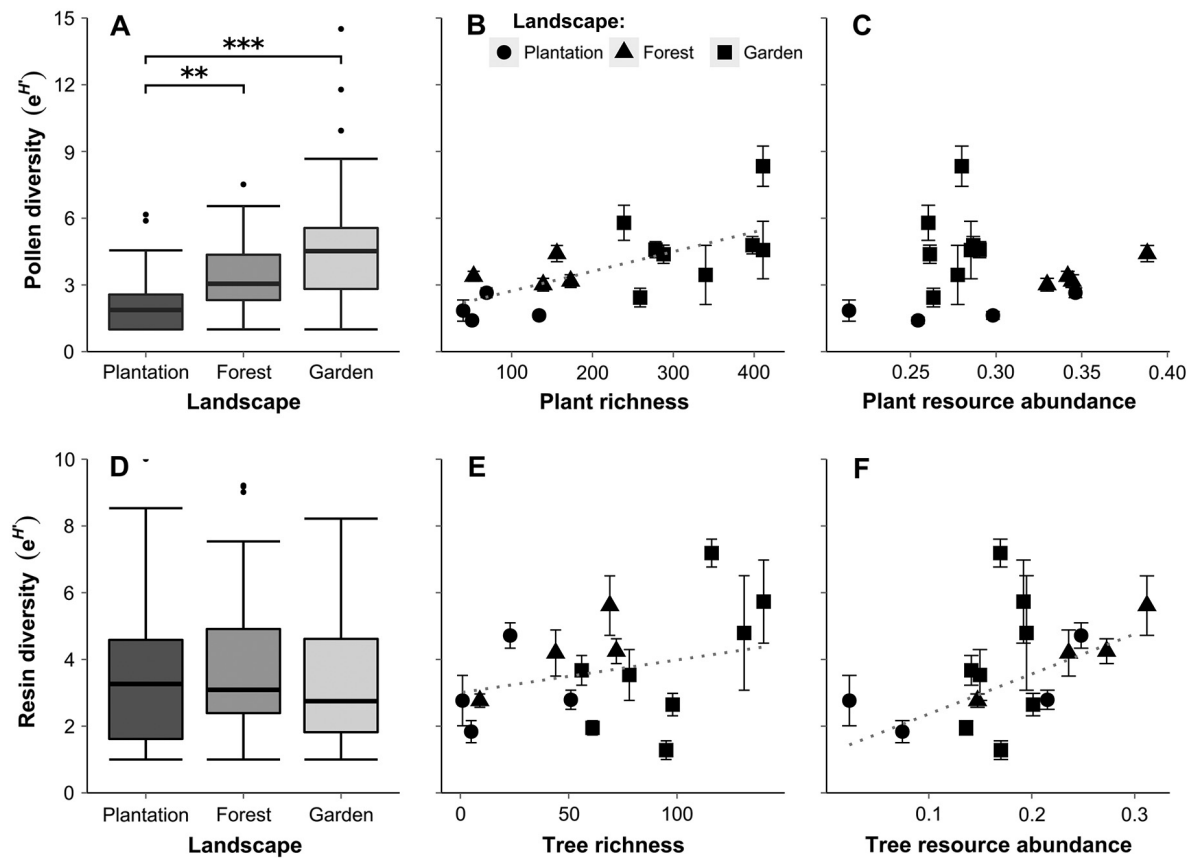 A
Pollen diversity (e^H')
15
12
9
6
3
0
***
**
Plantation Forest Garden
Landscape
B
Landscape:
Plantation Forest Garden
100 200 300 400
Plant richness
C
0.25 0.30 0.35 0.40
Plant resource abundance
D
Resin diversity (e^H')
10
8
6
4
2
0
Plantation Forest Garden
Landscape
E
0 50 100
Tree richness
F
0.1 0.2 0.3
Tree resource abundance